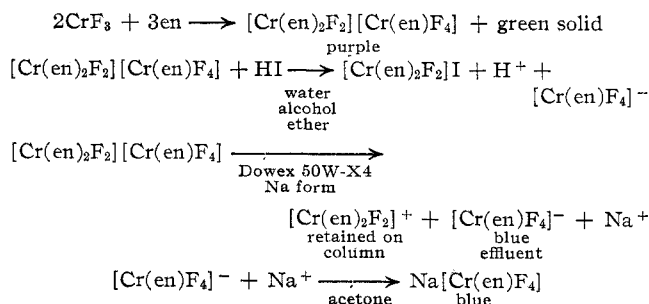 2CrF₃ + 3en ⟶ [Cr(en)₂F₂][Cr(en)F₄] + green solid
purple
[Cr(en)₂F₂][Cr(en)F₄] + HI ⟶ [Cr(en)₂F₂]I + H⁺ +
water
alcohol
ether
[Cr(en)F₄]⁻
[Cr(en)₂F₂][Cr(en)F₄] ⟶
Dowex 50W-X4
Na form
[Cr(en)₂F₂]⁺ + [Cr(en)F₄]⁻ + Na⁺
retained on blue
column effluent
[Cr(en)F₄]⁻ + Na⁺ ⟶ Na[Cr(en)F₄]
acetone blue